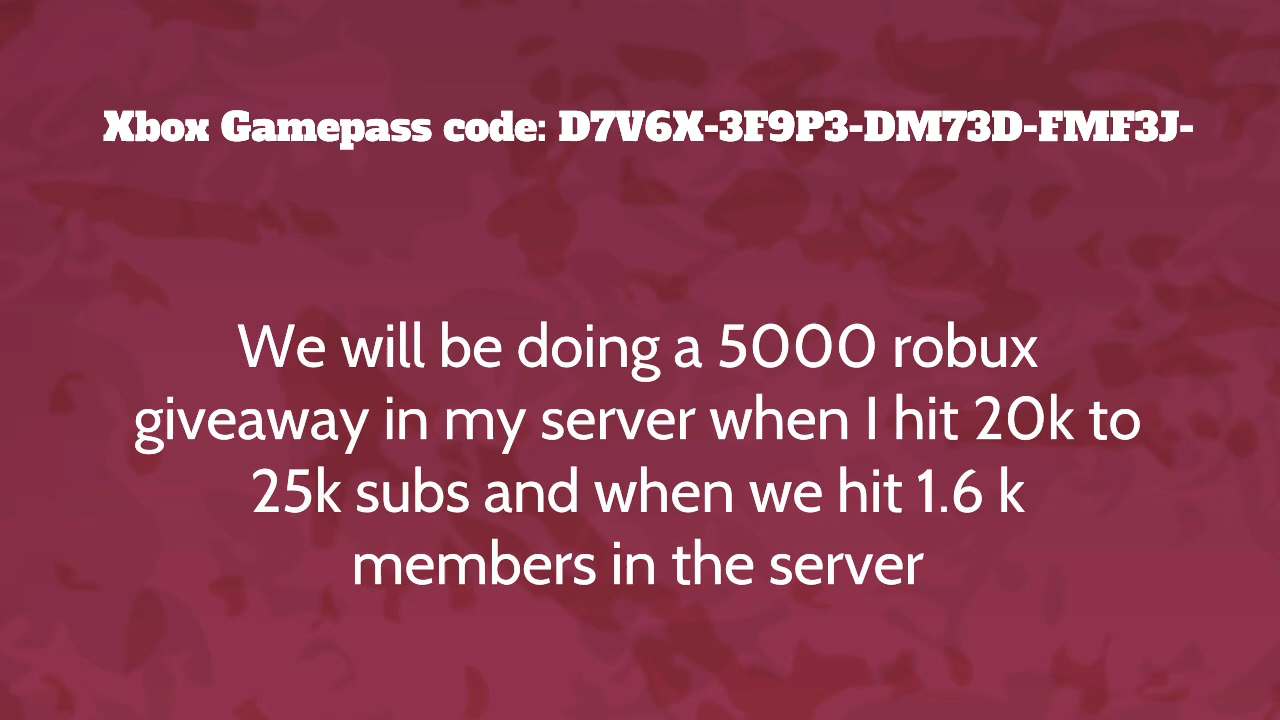 Xbox Gamepass code: D7V6X-3F9P3-DM73D-FMF3J-
We will be doing a 5000 robux
giveaway in my server when I hit 20k to
25k subs and when we hit 1.6 k
members in the server